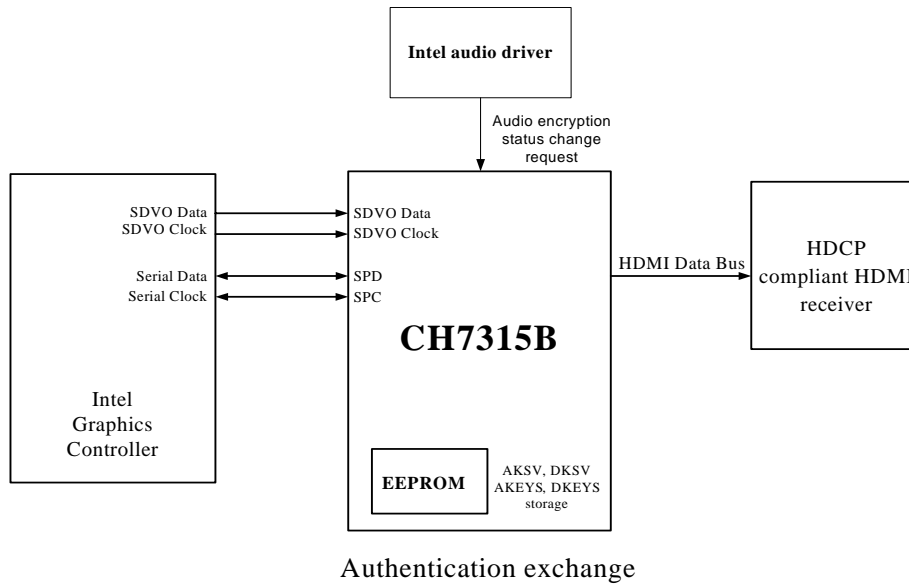 Intel audio driver
Audio encryption
status change
request
SDVO Data
SDVO Clock
Serial Data
Serial Clock
Intel
Graphics
Controller
SDVO Data
SDVO Clock
SPD
SPC
CH7315B
EEPROM
AKSV, DKSV
AKEYS, DKEYS
storage
HDMI Data Bus
HDCP
compliant HDMI
receiver
Authentication exchange